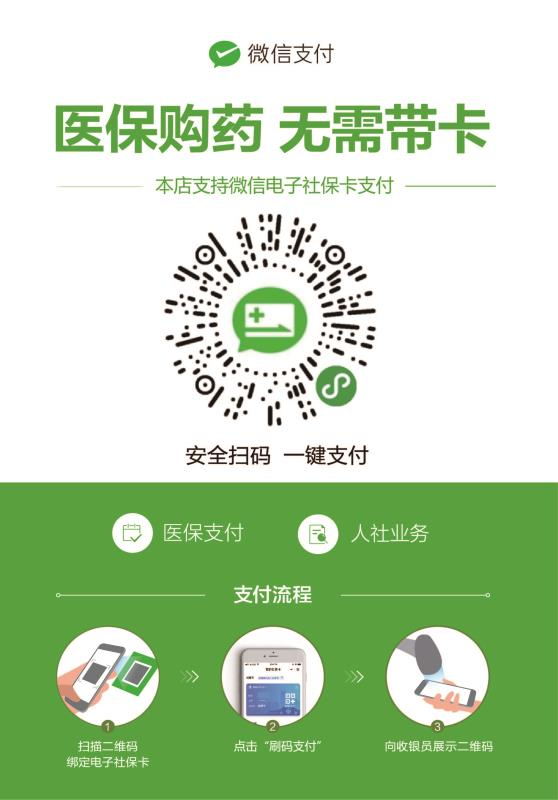 微信支付
医保购药 无需带卡
本店支持微信电子社保卡支付
安全扫码 一键支付
医保支付
人社业务
支付流程
1
扫描二维码
绑定电子社保卡
2
点击“刷码支付”
3
向收银员展示二维码